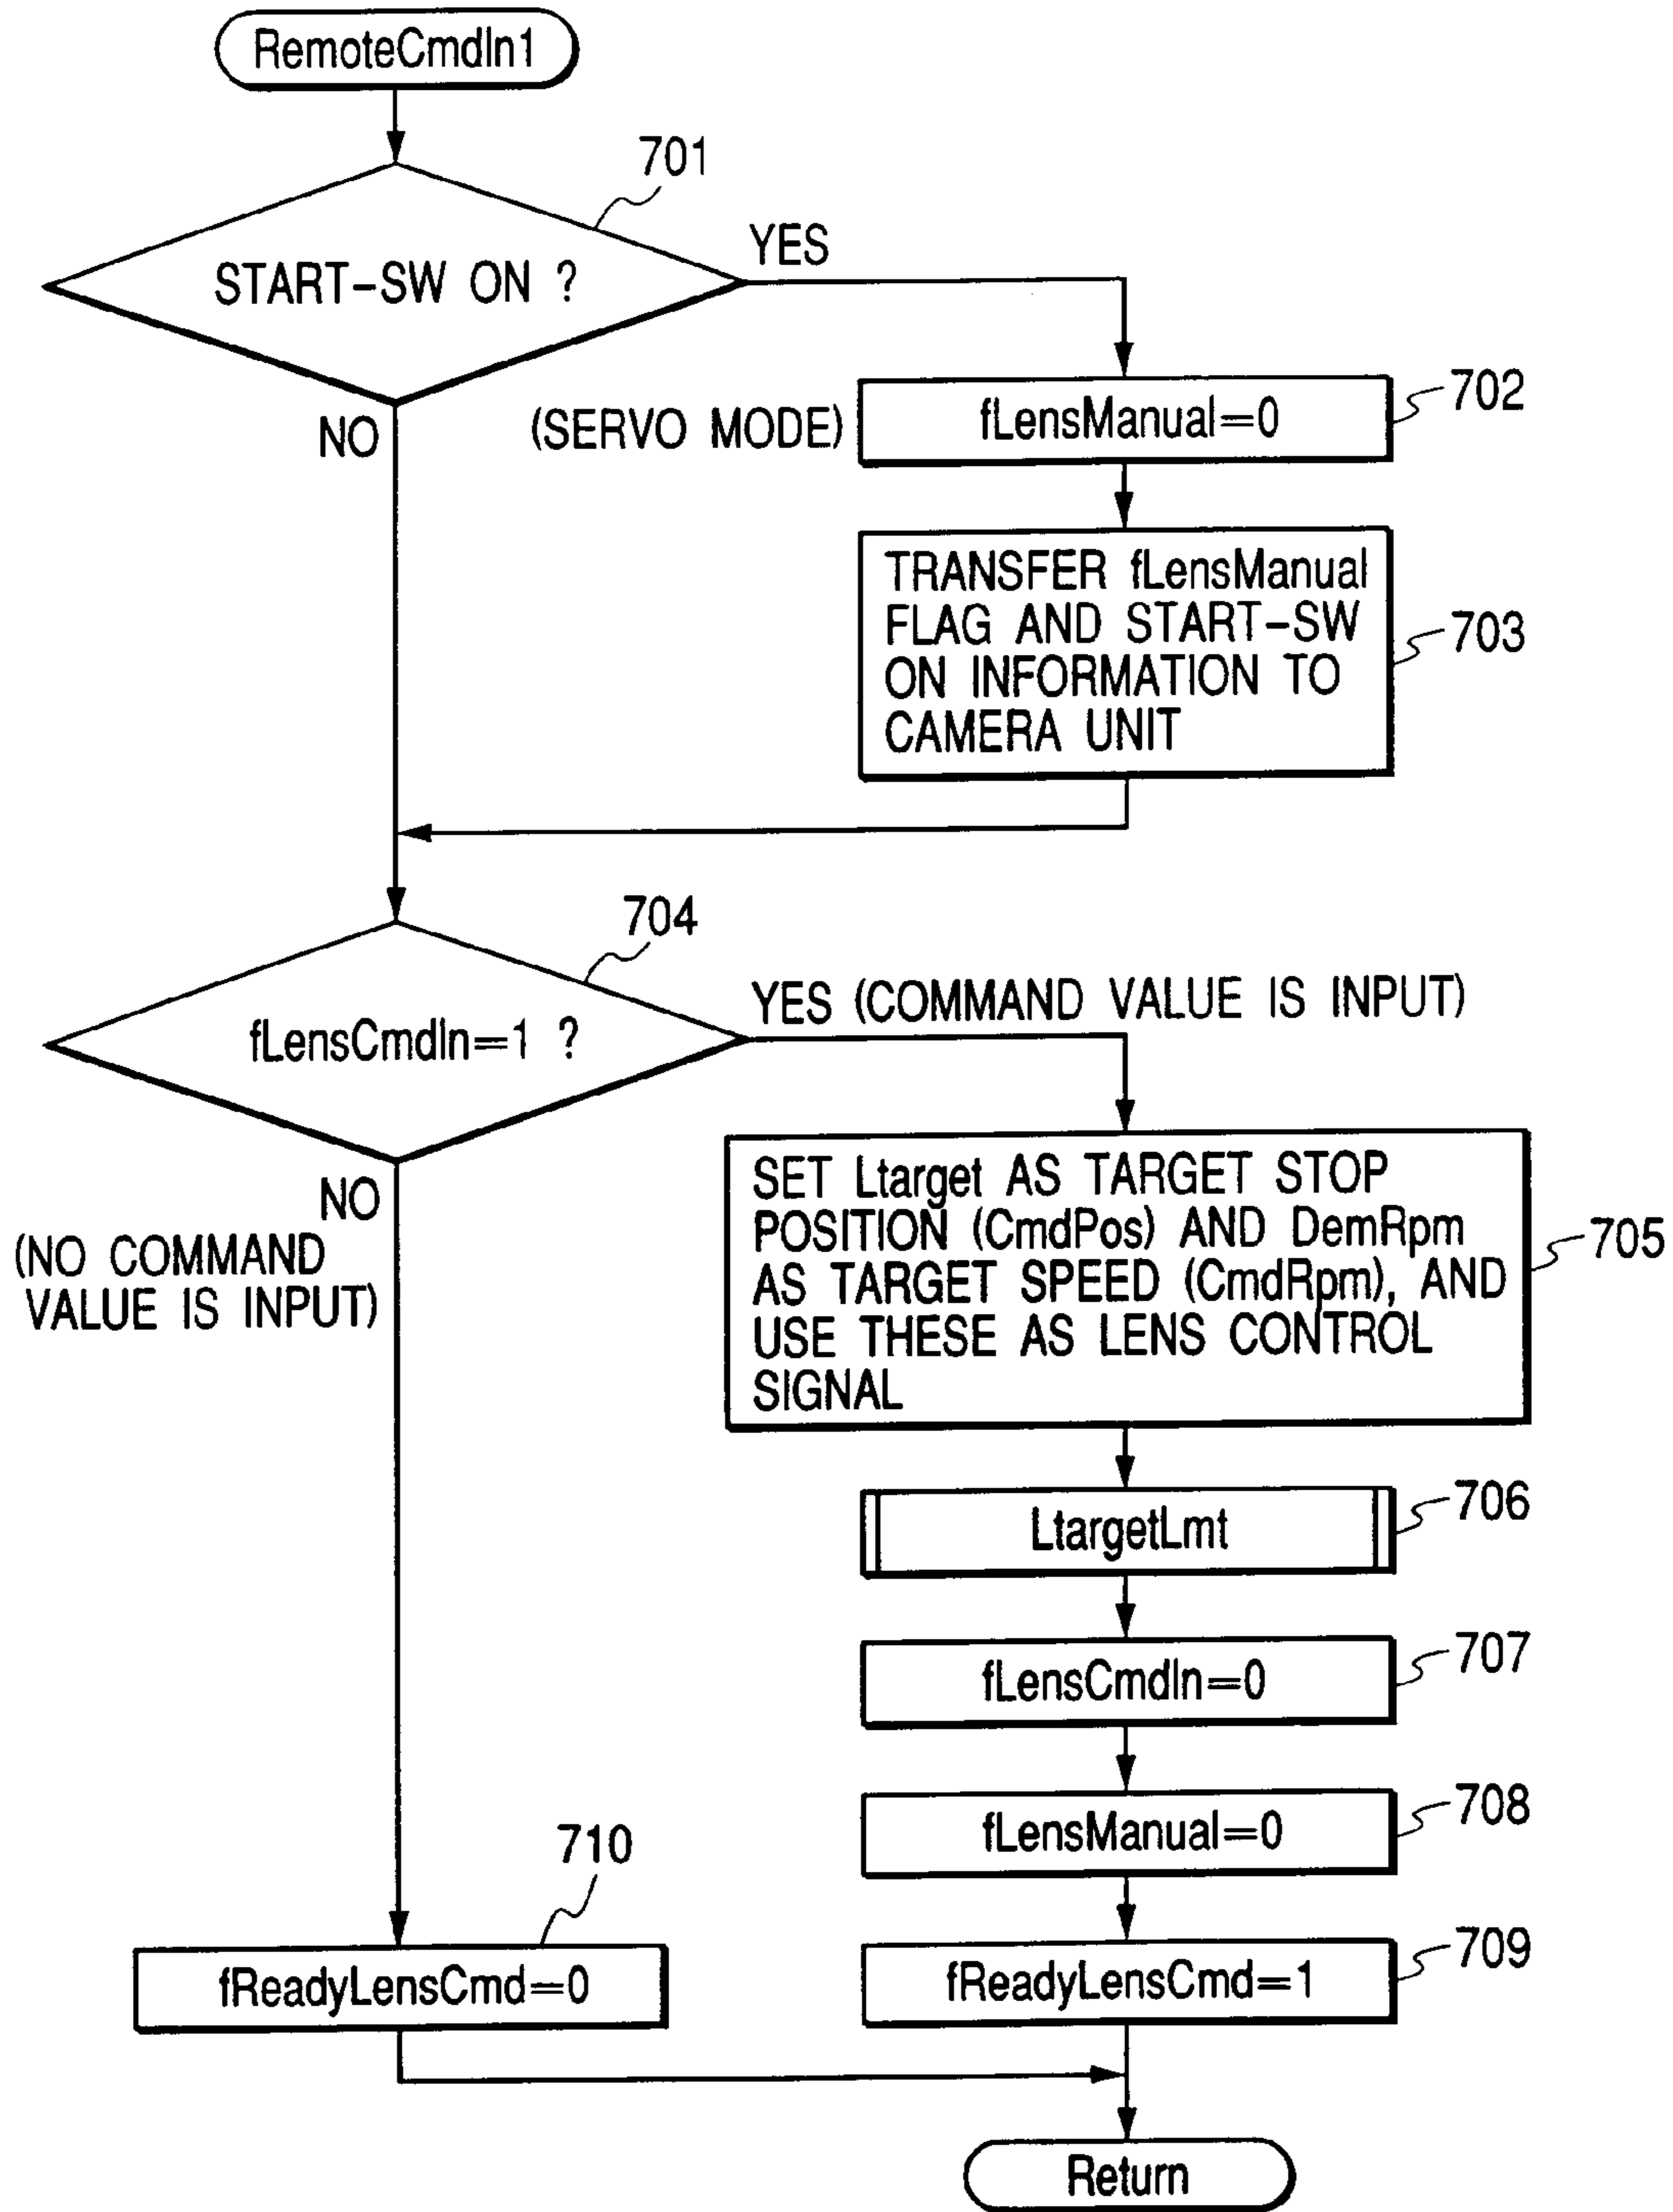 RemoteCmdIn1
701
START-SW ON ?
YES
NO
(SERVO MODE)
fLensManual=0
702
TRANSFER fLensManual
FLAG AND START-SW
ON INFORMATION TO
CAMERA UNIT
703
704
fLensCmdIn=1 ?
YES (COMMAND VALUE IS INPUT)
NO
(NO COMMAND
VALUE IS INPUT)
SET Ltarget AS TARGET STOP
POSITION (CmdPos) AND DemRpm
AS TARGET SPEED (CmdRpm), AND
USE THESE AS LENS CONTROL
SIGNAL
705
LtargetLmt
706
fLensCmdIn=0
707
fLensManual=0
708
710
fReadyLensCmd=0
fReadyLensCmd=1
709
Return